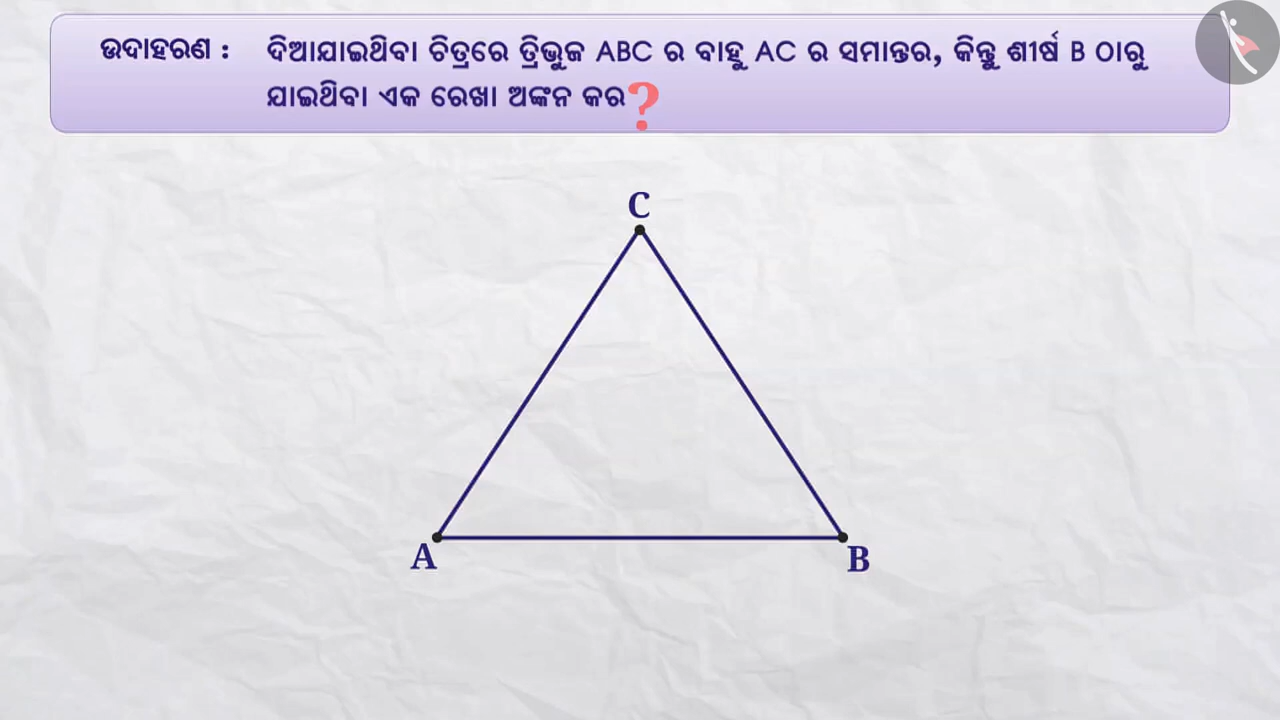 ଉଦାହରଣ : ଦିଆଯାଇଥିବା ଚିତ୍ରରେ ତ୍ରିଭୁଜ ABC ର ବାହୁ AC ର ସମାନ୍ତର, କିନ୍ତୁ ଶୀର୍ଷ B ଠାରୁ
ଯାଇଥିବା ଏକ ରେଖା ଅଙ୍କନ କର?
C
A
B